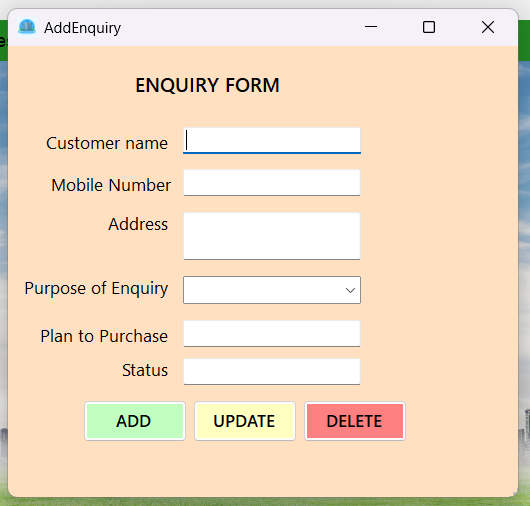 AddEnquiry
ENQUIRY FORM
Customer name
Mobile Number
Address
Purpose of Enquiry
Plan to Purchase
Status
ADD UPDATE DELETE